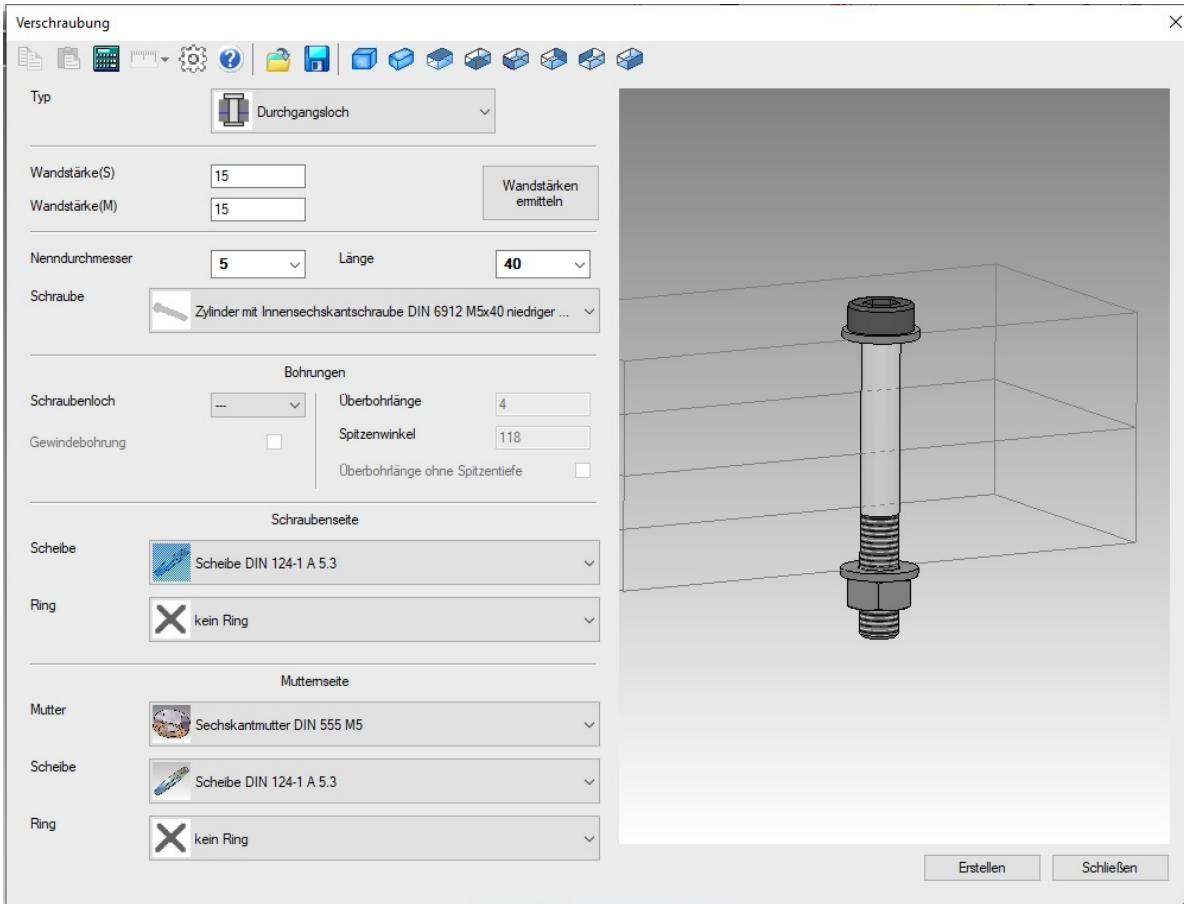 Verschraubung
Typ
Durchgangsloch
Wandstärke(S)
15
Wandstärken ermitteln
Wandstärke(M)
15
Nenndurchmesser
5
Länge
40
Schraube
Zylinder mit Innensechskantschraube DIN 6912 M5x40 niedriger ...
Bohrungen
Schraubenloch
---
Überbohrlänge
4
Gewindebohrung
Spitzenwinkel
118
Überbohrlänge ohne Spitzentiefe
Schraubenseite
Scheibe
Scheibe DIN 124-1 A 5.3
Ring
kein Ring
Mutternseite
Mutter
Sechskantmutter DIN 555 M5
Scheibe
Scheibe DIN 124-1 A 5.3
Ring
kein Ring
Erstellen
Schließen